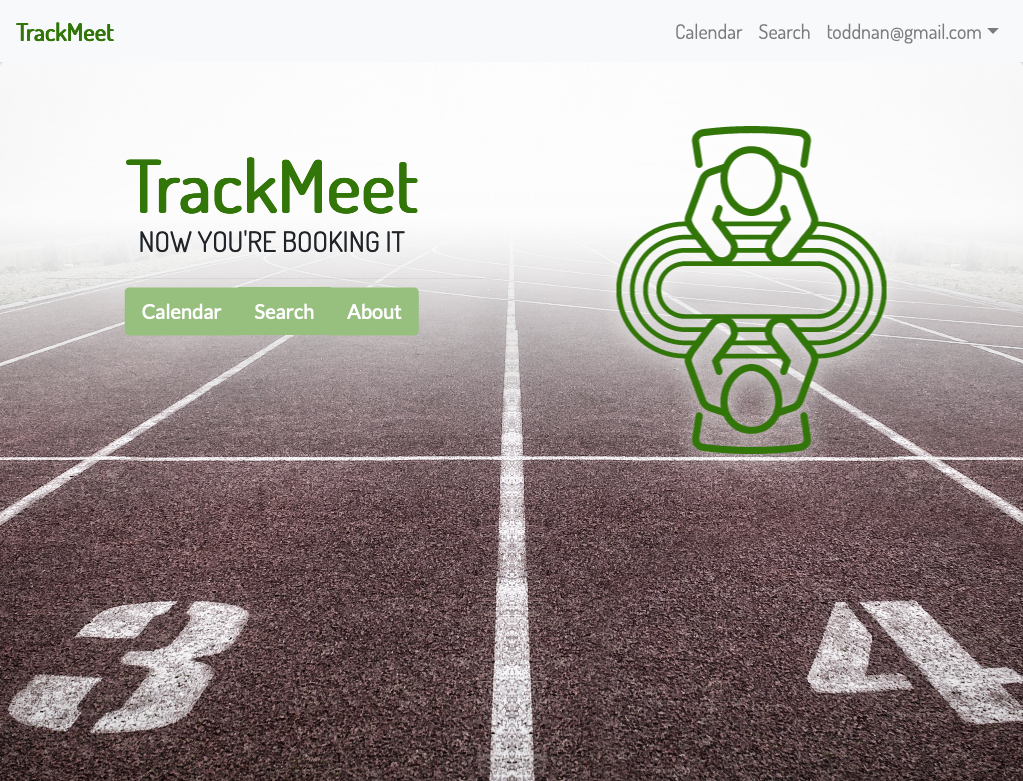 TrackMeet
Calendar Search toddnan@gmail.com
TrackMeet
NOW YOU'RE BOOKING IT
Calendar Search About
3 4